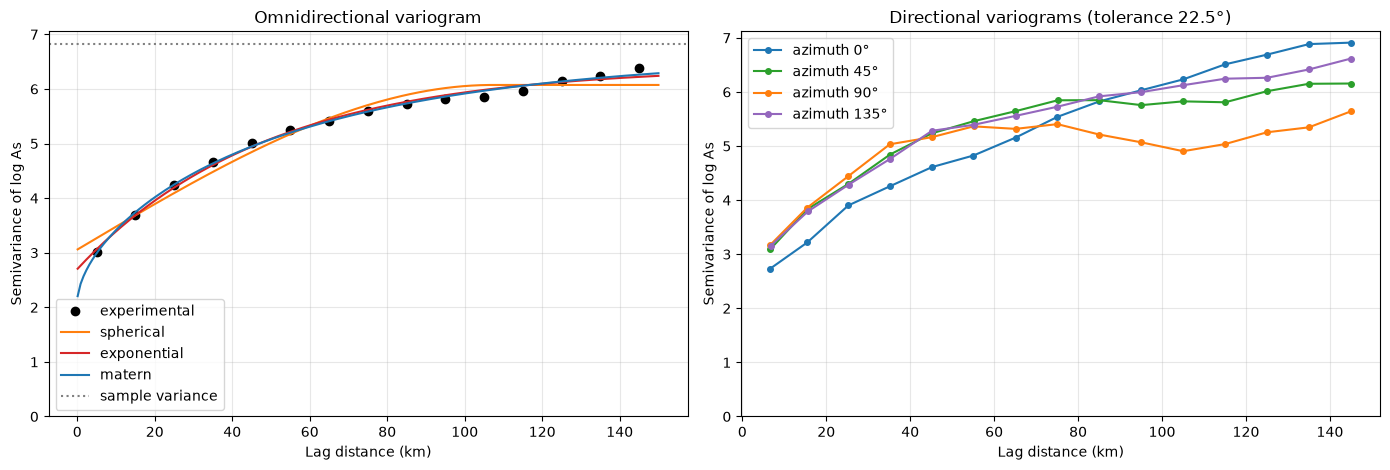 Omnidirectional variogram
Semivariance of log As
7
6
5
4
3
2
1
0
experimental
spherical
exponential
matern
sample variance
0 20 40 60 80 100 120 140
Lag distance (km)
Directional variograms (tolerance 22.5°)
Semivariance of log As
7
6
5
4
3
2
1
0
azimuth 0°
azimuth 45°
azimuth 90°
azimuth 135°
0 20 40 60 80 100 120 140
Lag distance (km)